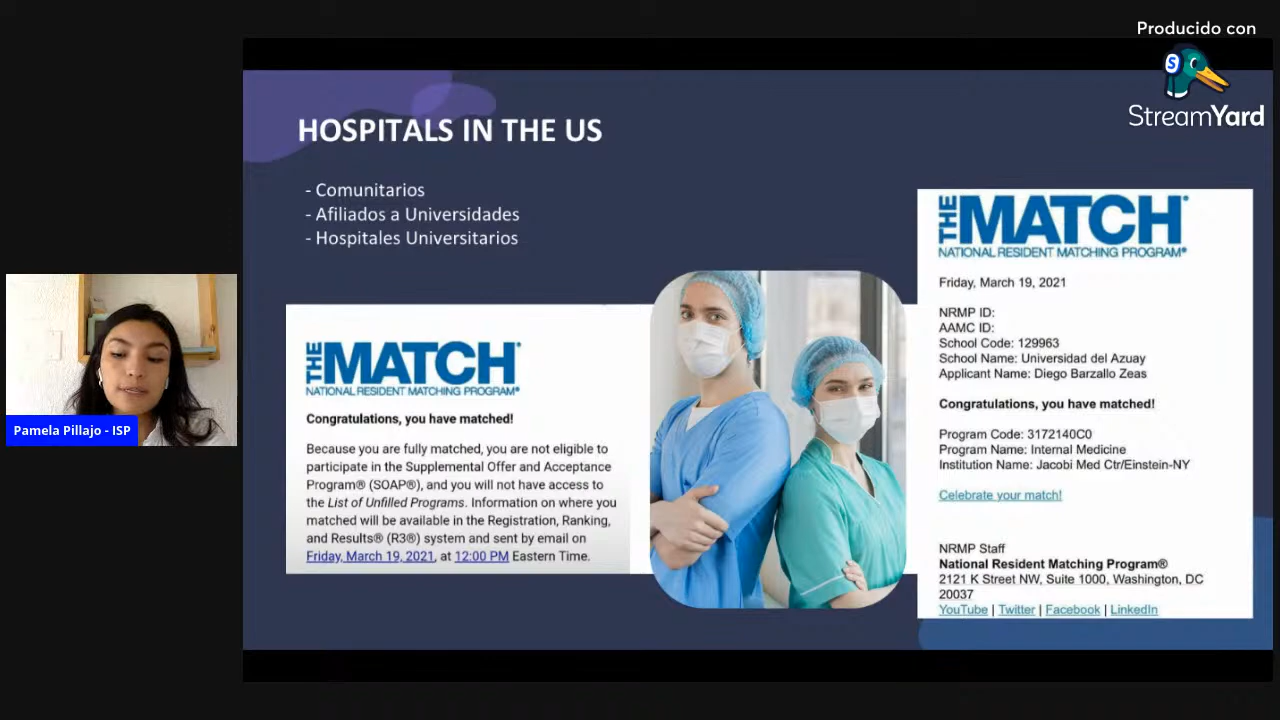 Producido con
S
StreamYard
HOSPITALS IN THE US
- Comunitarios
- Afiliados a Universidades
- Hospitales Universitarios
THE MATCH®
NATIONAL RESIDENT MATCHING PROGRAM®
Congratulations, you have matched!
Because you are fully matched, you are not eligible to
participate in the Supplemental Offer and Acceptance
Program® (SOAP®), and you will not have access to
the List of Unfilled Programs. Information on where you
matched will be available in the Registration, Ranking,
and Results® (R3®) system and sent by email on
Friday, March 19, 2021, at 12:00 PM Eastern Time.
THE MATCH®
NATIONAL RESIDENT MATCHING PROGRAM®
Friday, March 19, 2021
NRMP ID:
AAMC ID:
School Code: 129963
School Name: Universidad del Azuay
Applicant Name: Diego Barzallo Zeas
Congratulations, you have matched!
Program Code: 3172140C0
Program Name: Internal Medicine
Institution Name: Jacobi Med Ctr/Einstein-NY
Celebrate your match!
NRMP Staff
National Resident Matching Program®
2121 K Street NW, Suite 1000, Washington, DC
20037
YouTube | Twitter | Facebook | LinkedIn
Pamela Pillajo - ISP